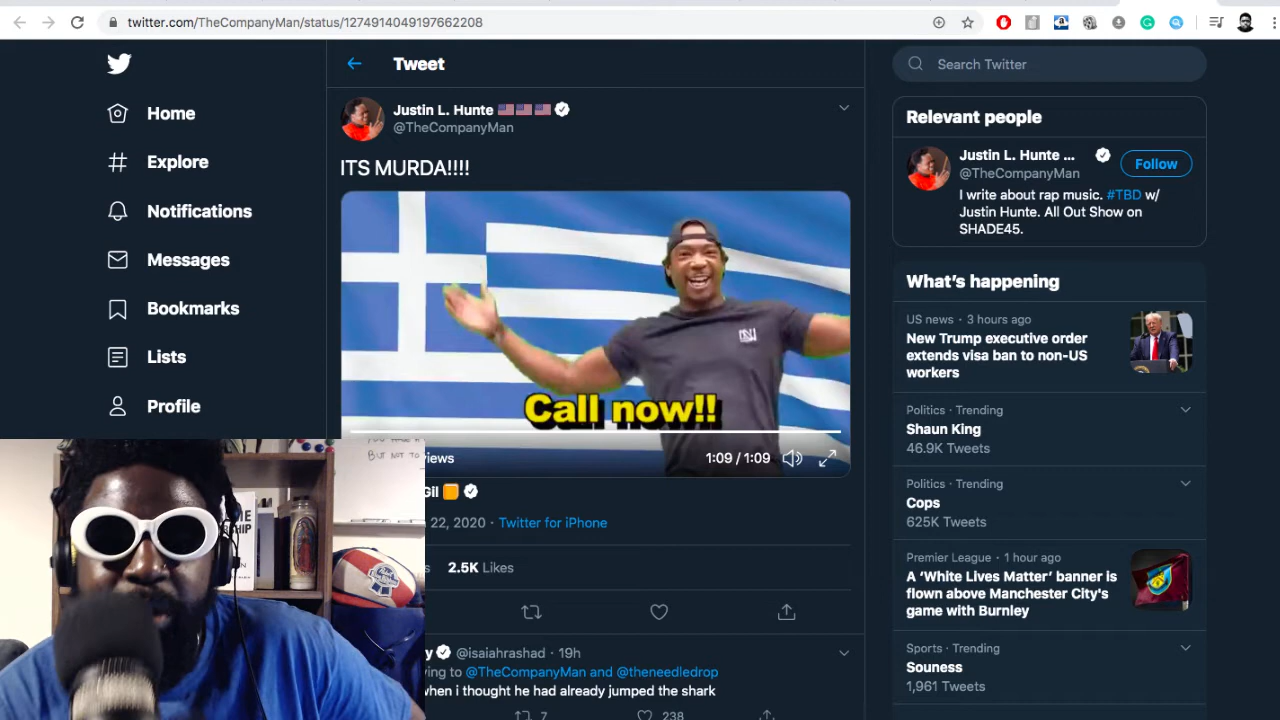 twitter.com/TheCompanyMan/status/1274914049197662208
Home
Explore
Notifications
Messages
Bookmarks
Lists
Profile
Tweet
Justin L. Hunte
@TheCompanyMan
ITS MURDA!!!!
Call now!!
views
1:09 / 1:09
Gil
22, 2020 · Twitter for iPhone
s 2.5K Likes
y @isaiahrashad · 19h
ying to @TheCompanyMan and @theneedledrop
when i thought he had already jumped the shark
7 238
BUT NOT TO
Search Twitter
Relevant people
Justin L. Hunte ...
@TheCompanyMan
Follow
I write about rap music. #TBD w/
Justin Hunte. All Out Show on
SHADE45.
What's happening
US news · 3 hours ago
New Trump executive order
extends visa ban to non-US
workers
Politics · Trending
Shaun King
46.9K Tweets
Politics · Trending
Cops
625K Tweets
Premier League · 1 hour ago
A ‘White Lives Matter’ banner is
flown above Manchester City's
game with Burnley
Sports · Trending
Souness
1,961 Tweets